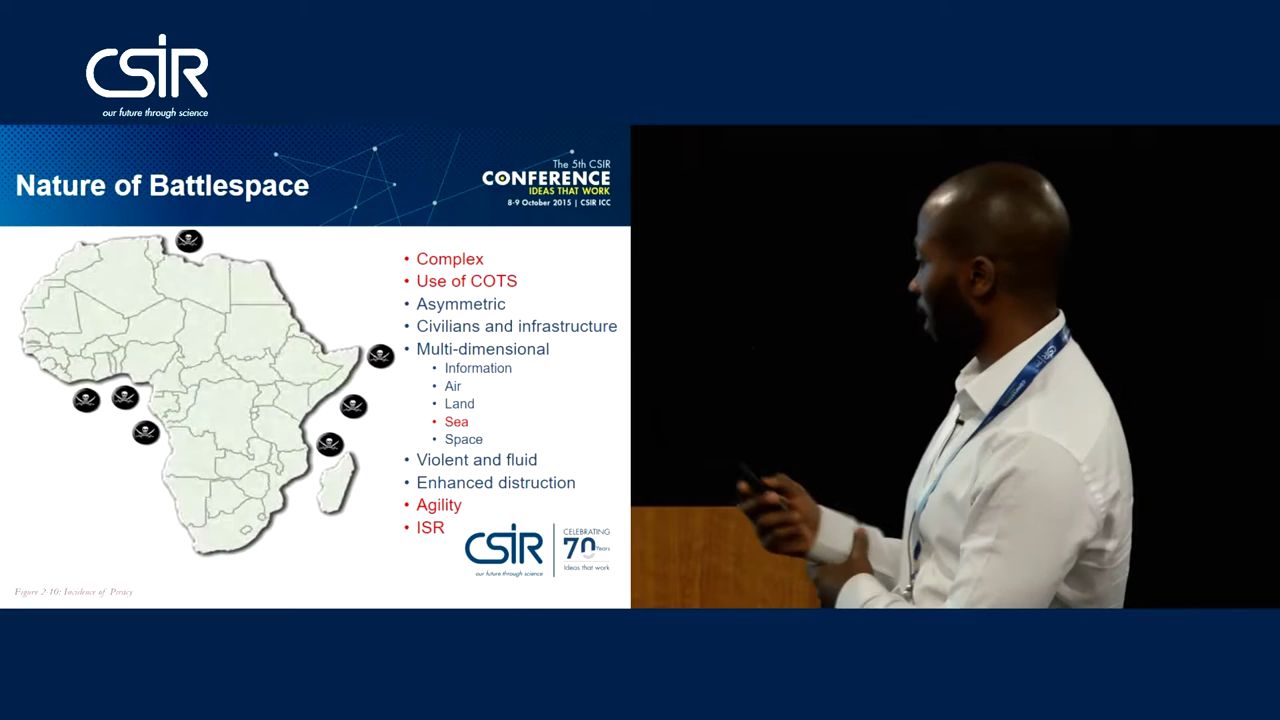 CSIR
our future through science
Nature of Battlespace
The 5th CSIR
CONFERENCE
IDEAS THAT WORK
8-9 October 2015 | CSIR ICC
• Complex
• Use of COTS
• Asymmetric
• Civilians and infrastructure
• Multi-dimensional
• Information
• Air
• Land
• Sea
• Space
• Violent and fluid
• Enhanced distruction
• Agility
• ISR
CSIR
our future through science
CELEBRATING
70 Years
Ideas that work
Figure 2-10: Incidence of Piracy